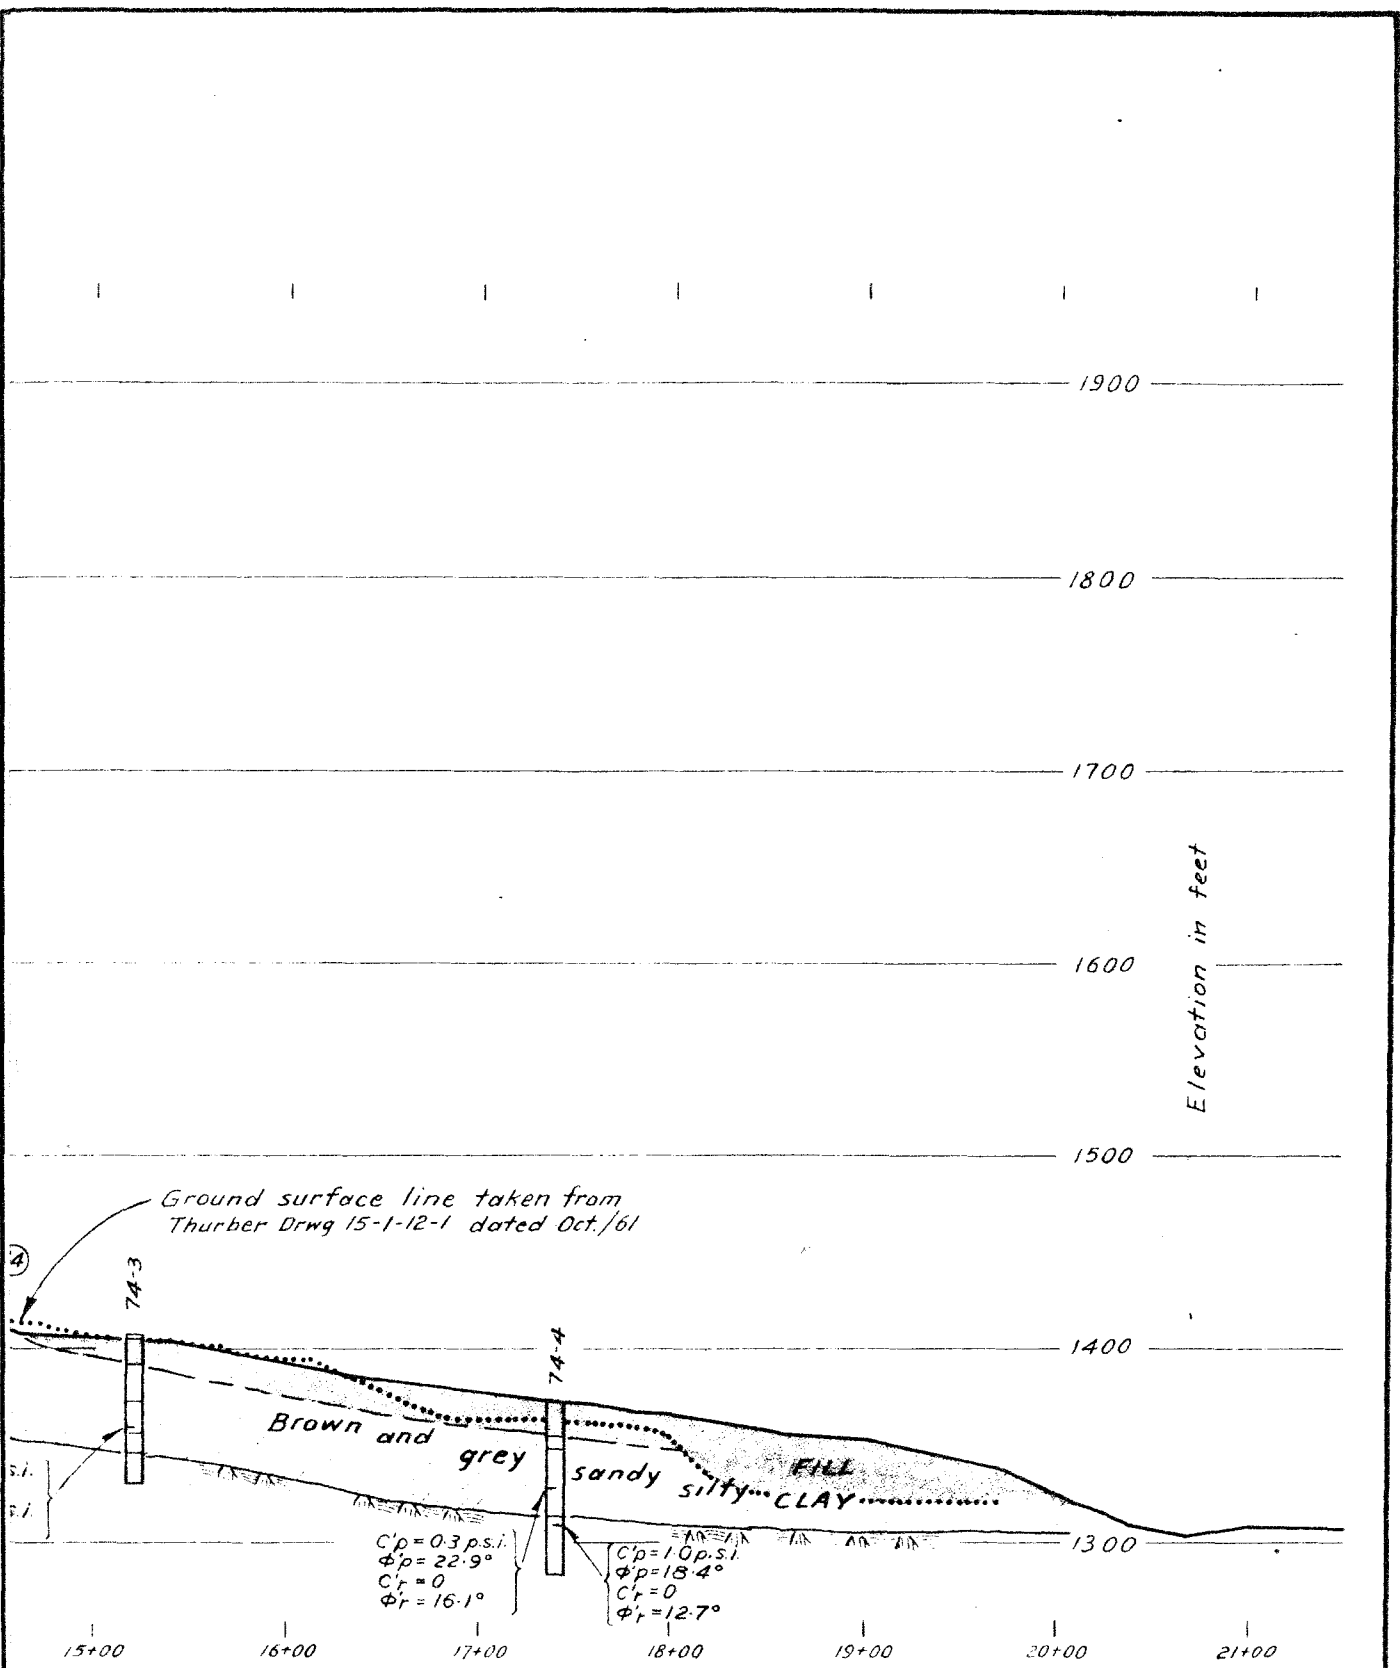 1900
1800
1700
Elevation in feet
1600
1500
Ground surface line taken from
Thurber Drwg 15-1-12-1 dated Oct./61
4
74-3
74-4
1400
Brown and grey sandy silty CLAY
FILL
s.i.
s.i.
1300
C'p = 0.3 p.s.i.
Φ'p = 22.9°
C'r = 0
Φ'r = 16.1°
C'p = 1.0 p.s.i.
Φ'p = 18.4°
C'r = 0
Φ'r = 12.7°
15+00 16+00 17+00 18+00 19+00 20+00 21+00